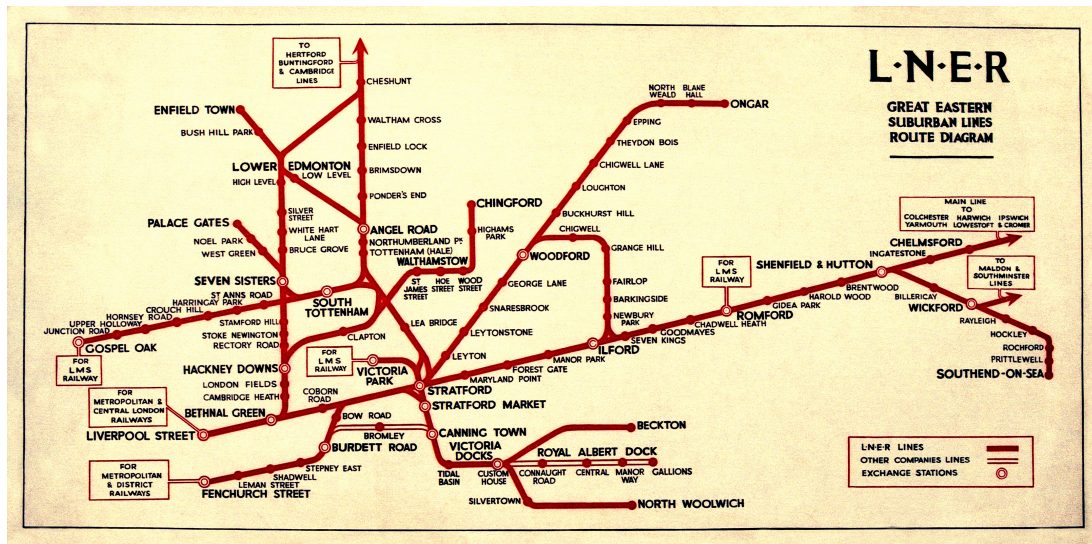 L·N·E·R
GREAT EASTERN
SUBURBAN LINES
ROUTE DIAGRAM
TO
HERTFORD
BUNTINGFORD
& CAMBRIDGE
LINES
CHESHUNT
WALTHAM CROSS
ENFIELD LOCK
BRIMSDOWN
PONDER'S END
ANGEL ROAD
NORTHUMBERLAND PK
TOTTENHAM (HALE)
ENFIELD TOWN
BUSH HILL PARK
LOWER EDMONTON
HIGH LEVEL
LOW LEVEL
SILVER
STREET
WHITE HART
LANE
BRUCE GROVE
PALACE GATES
NOEL PARK
WEST GREEN
SEVEN SISTERS
ST ANNS ROAD
HARRINGAY PARK
CROUCH HILL
HORNSEY ROAD
UPPER HOLLOWAY
JUNCTION ROAD
GOSPEL OAK
FOR
LMS
RAILWAY
SOUTH
TOTTENHAM
STAMFORD HILL
STOKE NEWINGTON
RECTORY ROAD
HACKNEY DOWNS
LONDON FIELDS
CAMBRIDGE HEATH
BETHNAL GREEN
LIVERPOOL STREET
FOR
METROPOLITAN &
CENTRAL LONDON
RAILWAYS
CHINGFORD
HIGHAMS
PARK
WALTHAMSTOW
ST
JAMES
STREET
HOE
STREET
WOOD
STREET
CLAPTON
LEA BRIDGE
FOR
LMS
RAILWAY
VICTORIA
PARK
COBORN
ROAD
STRATFORD
STRATFORD MARKET
ONGAR
BLAKE
HALL
NORTH
WEALD
EPPING
THEYDON BOIS
CHIGWELL LANE
LOUGHTON
BUCKHURST HILL
WOODFORD
GEORGE LANE
SNARESBROOK
LEYTONSTONE
LEYTON
CHIGWELL
GRANGE HILL
FAIRLOP
BARKINGSIDE
NEWBURY
PARK
MARYLAND POINT
FOREST GATE
MANOR PARK
ILFORD
SEVEN KINGS
GOODMAYES
CHADWELL HEATH
ROMFORD
FOR
LMS
RAILWAY
GIDEA PARK
HAROLD WOOD
BRENTWOOD
SHENFIELD & HUTTON
INGATESTONE
CHELMSFORD
MAIN LINE
TO
COLCHESTER HARWICH IPSWICH
YARMOUTH LOWESTOFT & CROMER
TO
MALDON &
SOUTHMINSTER
LINES
BILLERICAY
WICKFORD
RAYLEIGH
HOCKLEY
ROCHFORD
PRITTLEWELL
SOUTHEND-ON-SEA
BOW ROAD
BROMLEY
BURDETT ROAD
STEPNEY EAST
SHADWELL
LEMAN STREET
FENCHURCH STREET
FOR
METROPOLITAN
& DISTRICT
RAILWAYS
CANNING TOWN
VICTORIA
DOCKS
TIDAL
BASIN
CUSTOM
HOUSE
BECKTON
ROYAL ALBERT DOCK
CONNAUGHT
ROAD
CENTRAL
MANOR
WAY
GALLIONS
SILVERTOWN
NORTH WOOLWICH
L·N·E·R LINES
OTHER COMPANIES LINES
EXCHANGE STATIONS